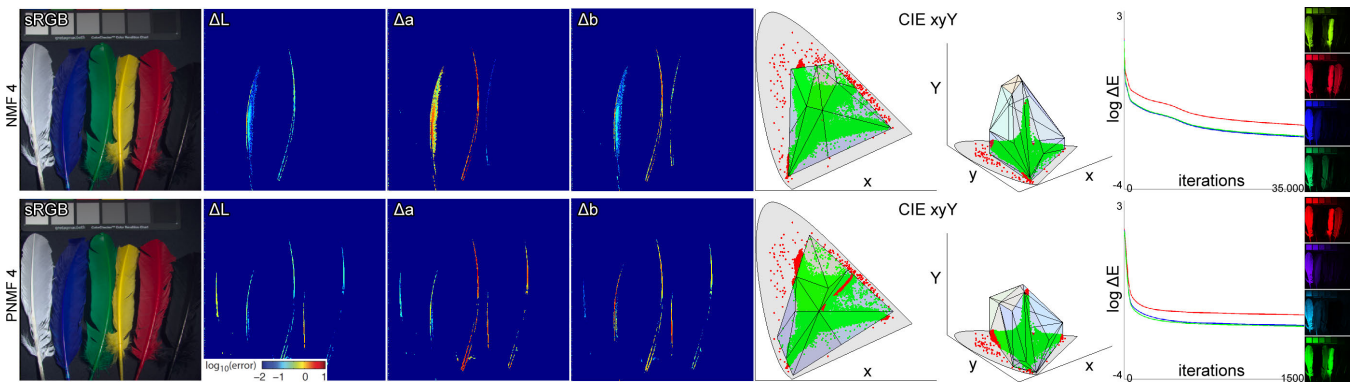 NMF 4
sRGB
ΔL
Δa
Δb
CIE xyY
x
Y
y
x
3
log ΔE
-4
0
iterations
35.000
PNMF 4
sRGB
ΔL
log₁₀(error)
−2 −1 0 1
Δa
Δb
CIE xyY
x
Y
y
x
3
log ΔE
-4
0
iterations
1500